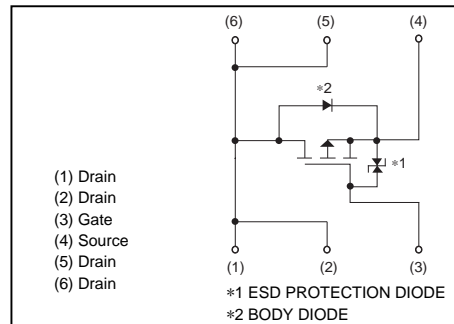 (6) (5) (4)
∗2
∗1
(1) Drain
(2) Drain
(3) Gate
(4) Source
(5) Drain
(6) Drain
(1) (2) (3)
∗1 ESD PROTECTION DIODE
∗2 BODY DIODE